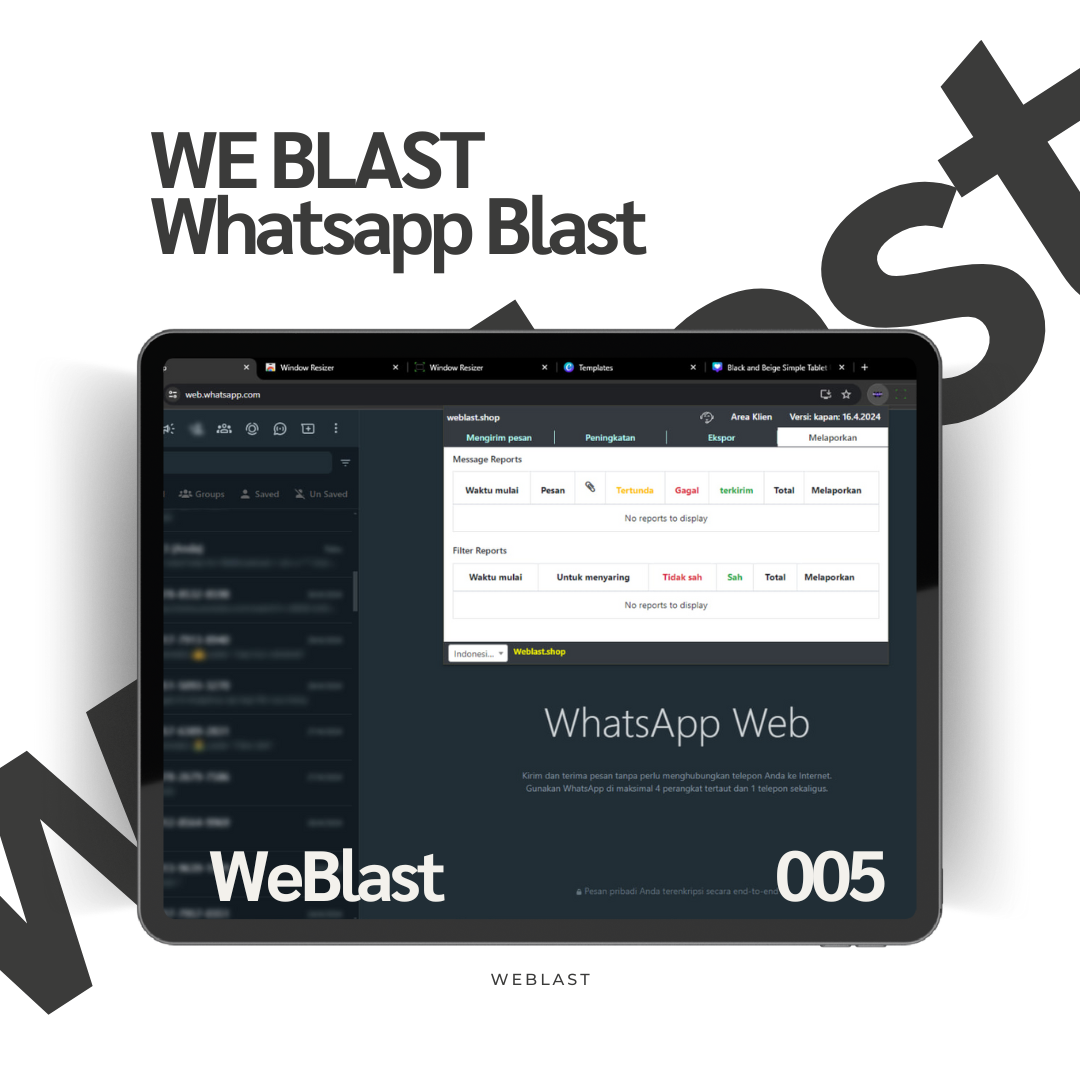 WE BLAST
Whatsapp Blast
Window Resizer
Window Resizer
Templates
Black and Beige Simple Tablet
web.whatsapp.com
weblast.shop
Area Klien
Versi: kapan: 16.4.2024
Mengirim pesan
Peningkatan
Ekspor
Melaporkan
Message Reports
Waktu mulai Pesan Tertunda Gagal terkirim Total Melaporkan
No reports to display
Filter Reports
Waktu mulai Untuk menyaring Tidak sah Sah Total Melaporkan
No reports to display
Indonesi... Weblast.shop
Groups Saved Un Saved
WhatsApp Web
Kirim dan terima pesan tanpa perlu menghubungkan telepon Anda ke Internet.
Gunakan WhatsApp di maksimal 4 perangkat tertaut dan 1 telepon sekaligus.
Pesan pribadi Anda terenkripsi secara end-to-end
WeBlast
005
WEBLAST